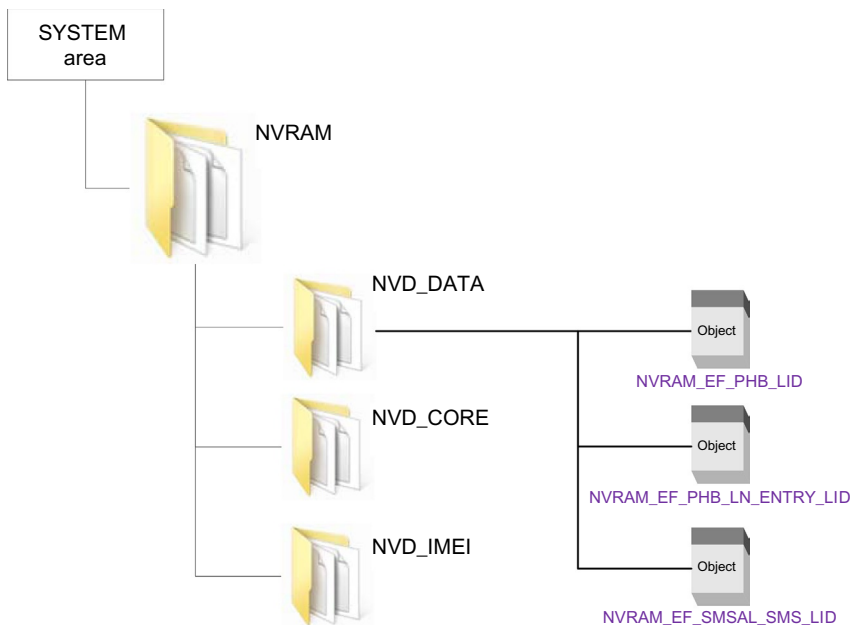 SYSTEM
area
NVRAM
NVD_DATA
Object
NVRAM_EF_PHB_LID
NVD_CORE
Object
NVRAM_EF_PHB_LN_ENTRY_LID
NVD_IMEI
Object
NVRAM_EF_SMSAL_SMS_LID